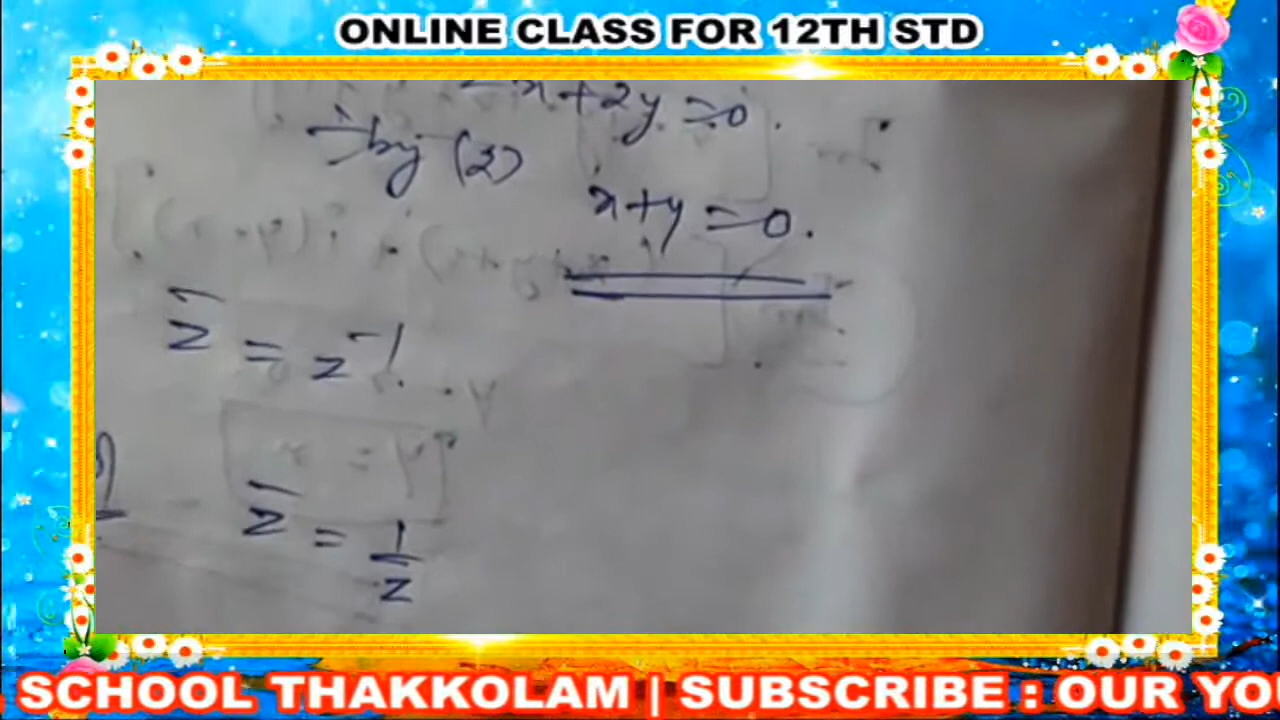 ONLINE CLASS FOR 12TH STD
x+2y=0.
÷by (2)
x+y=0.
z̅ = z⁻¹.
z̅ = 1/z
SCHOOL THAKKOLAM | SUBSCRIBE : OUR YO